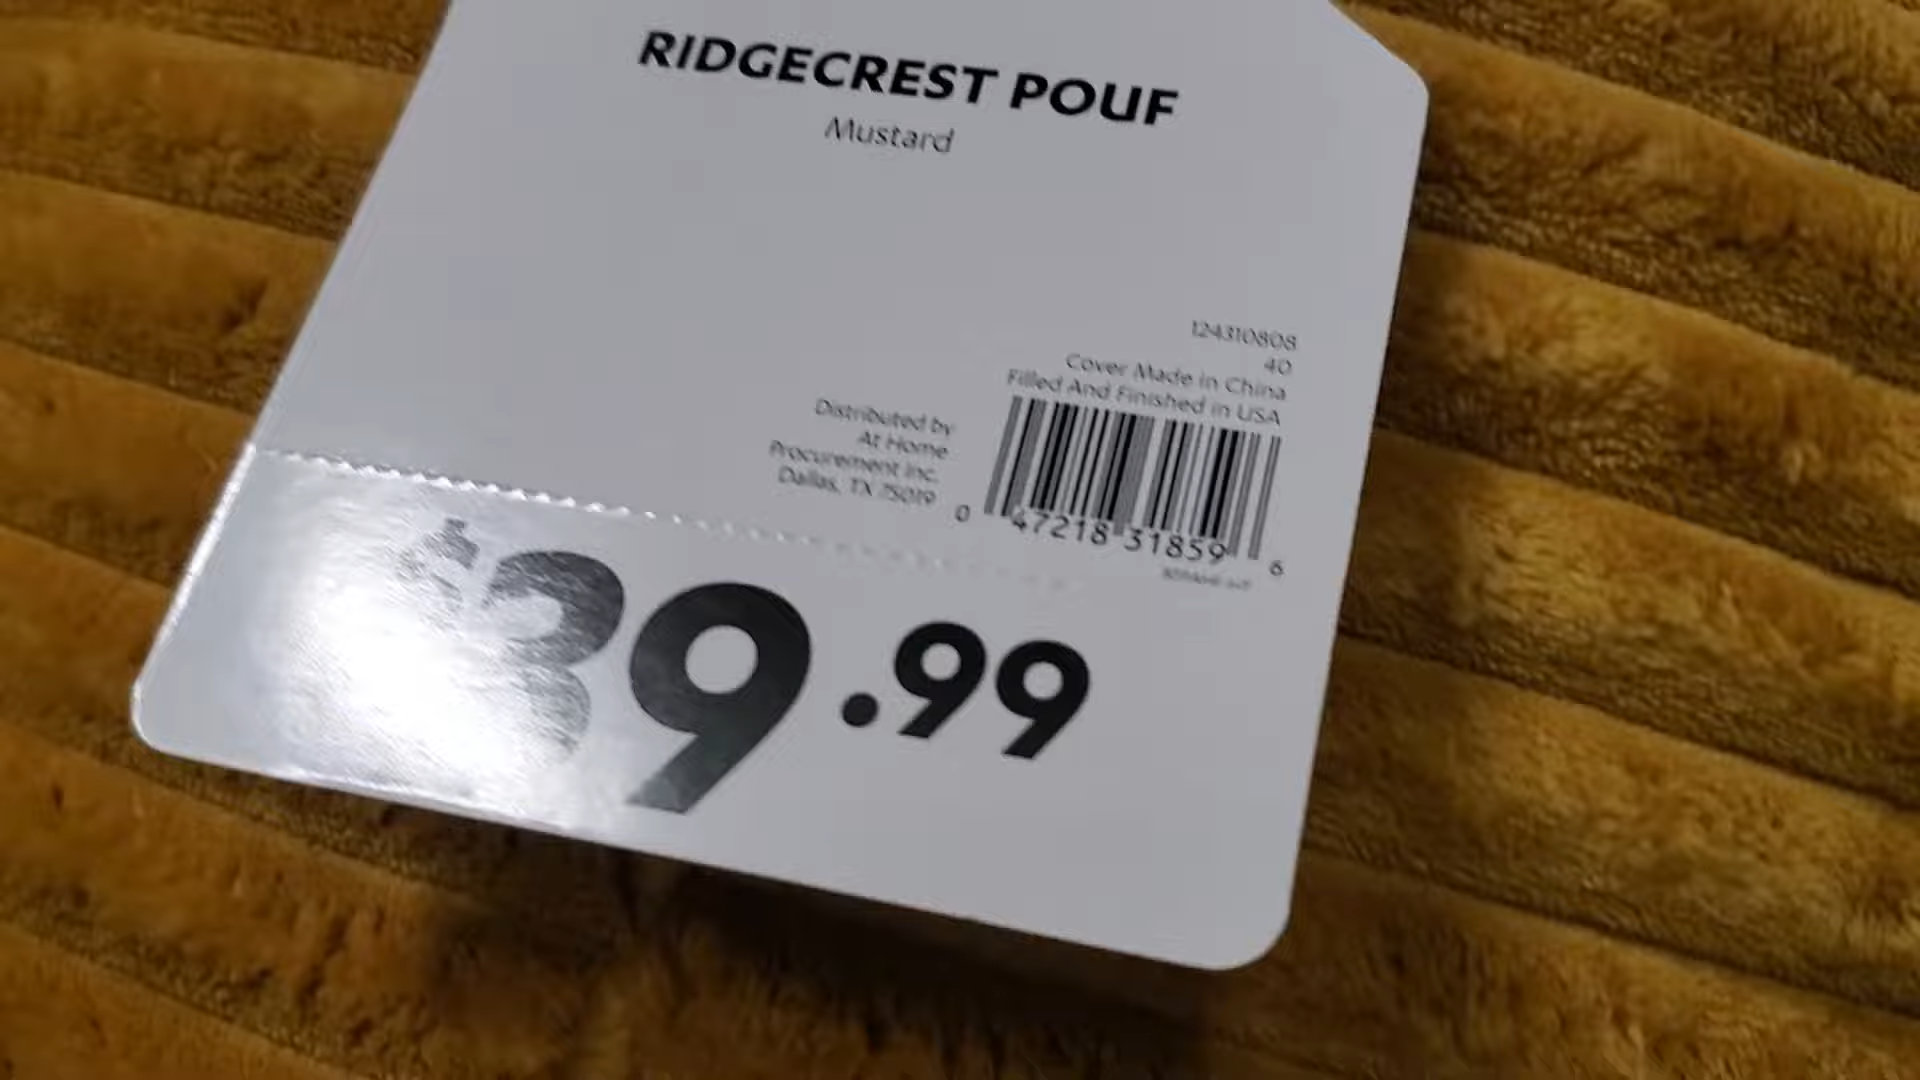 RIDGECREST POUF
Mustard
124310808
40
Cover Made in China
Filled And Finished in USA
Distributed by
At Home
Procurement Inc.
Dallas, TX 75019
0 47218 31859 6
$39.99